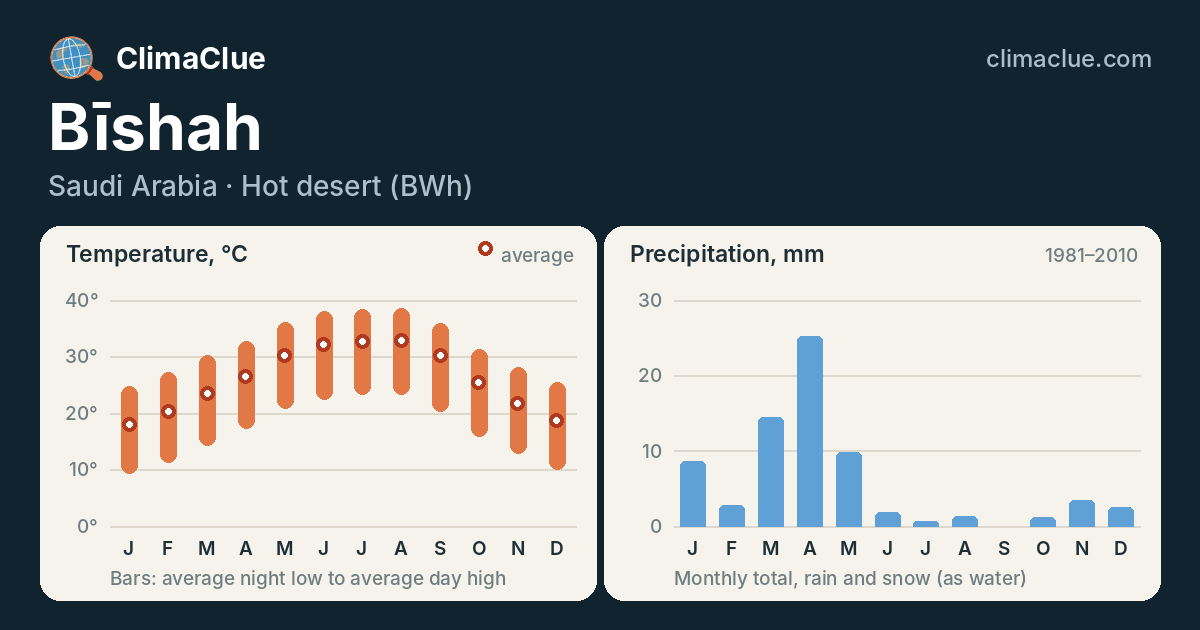 ClimaClue
climaclue.com
Bīshah
Saudi Arabia · Hot desert (BWh)
Temperature, °C
average
40°
30°
20°
10°
0°
J F M A M J J A S O N D
Bars: average night low to average day high
Precipitation, mm
1981–2010
30
20
10
0
J F M A M J J A S O N D
Monthly total, rain and snow (as water)